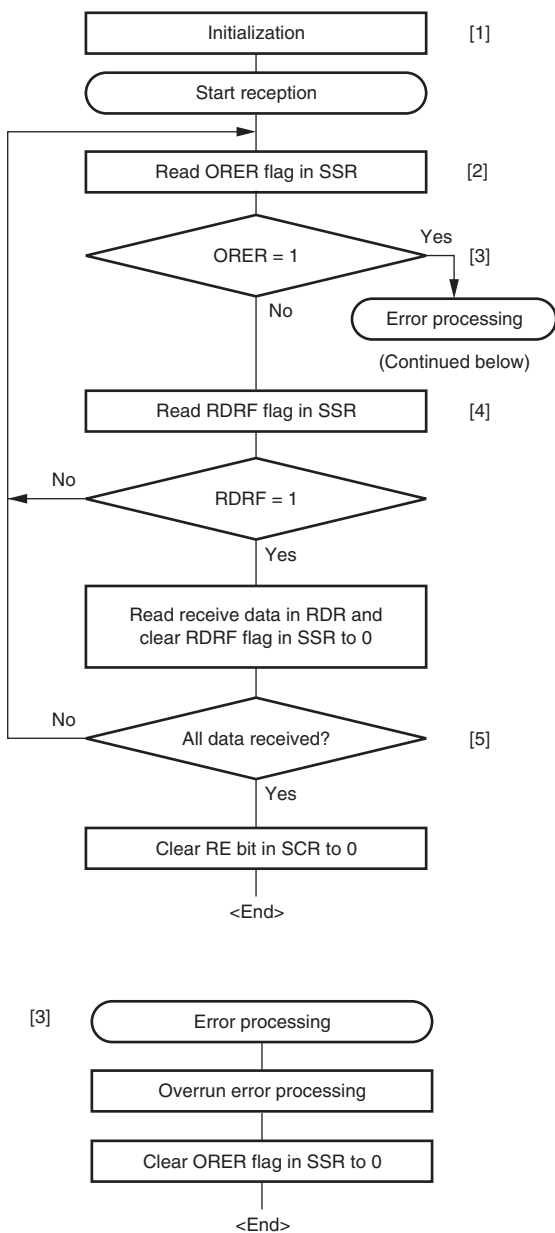 Initialization
[1]
Start reception
Read ORER flag in SSR
[2]
Yes
ORER = 1
[3]
No
Error processing
(Continued below)
Read RDRF flag in SSR
[4]
No
RDRF = 1
Yes
Read receive data in RDR and
clear RDRF flag in SSR to 0
No
All data received?
[5]
Yes
Clear RE bit in SCR to 0
<End>
[3]
Error processing
Overrun error processing
Clear ORER flag in SSR to 0
<End>